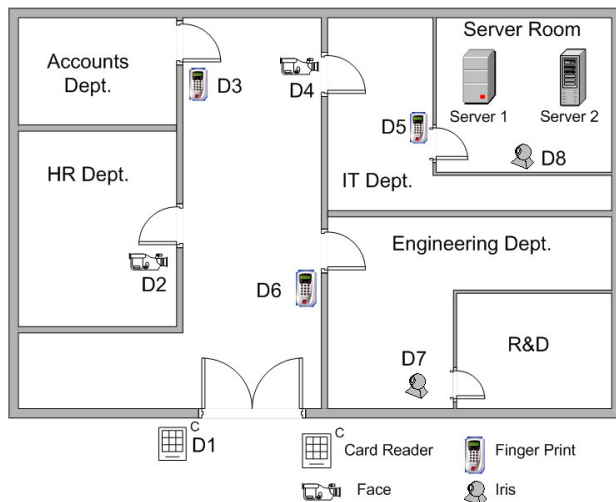 Server Room
Accounts
Dept.
D3
D4
Server 1
Server 2
D5
D8
HR Dept.
IT Dept.
Engineering Dept.
D2
D6
R&D
D7
C
D1
C
Card Reader
Finger Print
Face
Iris